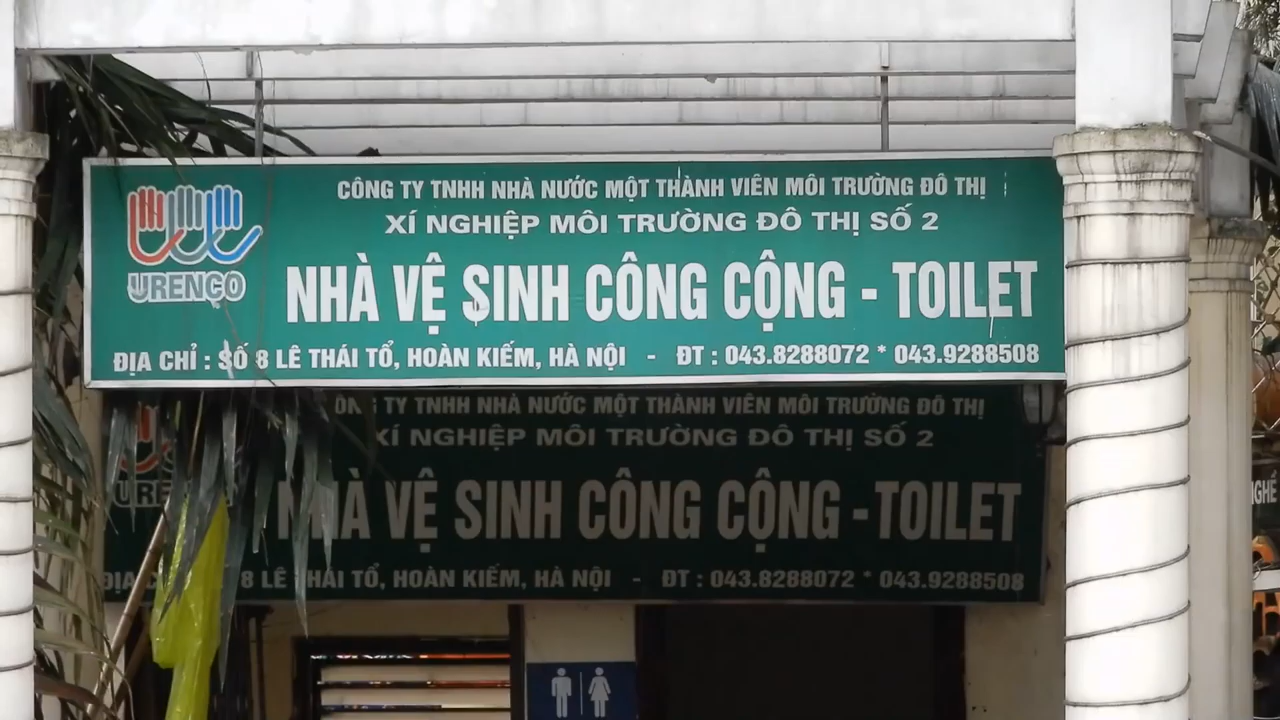 CÔNG TY TNHH NHÀ NƯỚC MỘT THÀNH VIÊN MÔI TRƯỜNG ĐÔ THỊ
XÍ NGHIỆP MÔI TRƯỜNG ĐÔ THỊ SỐ 2
URENCO
NHÀ VỆ SINH CÔNG CỘNG - TOILET
ĐỊA CHỈ : SỐ 8 LÊ THÁI TỔ, HOÀN KIẾM, HÀ NỘI - ĐT : 043.8288072 * 043.9288508
TY TNHH NHÀ NƯỚC MỘT THÀNH VIÊN MÔI TRƯỜNG ĐÔ THỊ
XÍ NGHIỆP MÔI TRƯỜNG ĐÔ THỊ SỐ 2
NHÀ VỆ SINH CÔNG CỘNG - TOILET
ĐỊA 8 LÊ THÁI TỔ, HOÀN KIẾM, HÀ NỘI - ĐT : 043.8288072 * 043.9288508